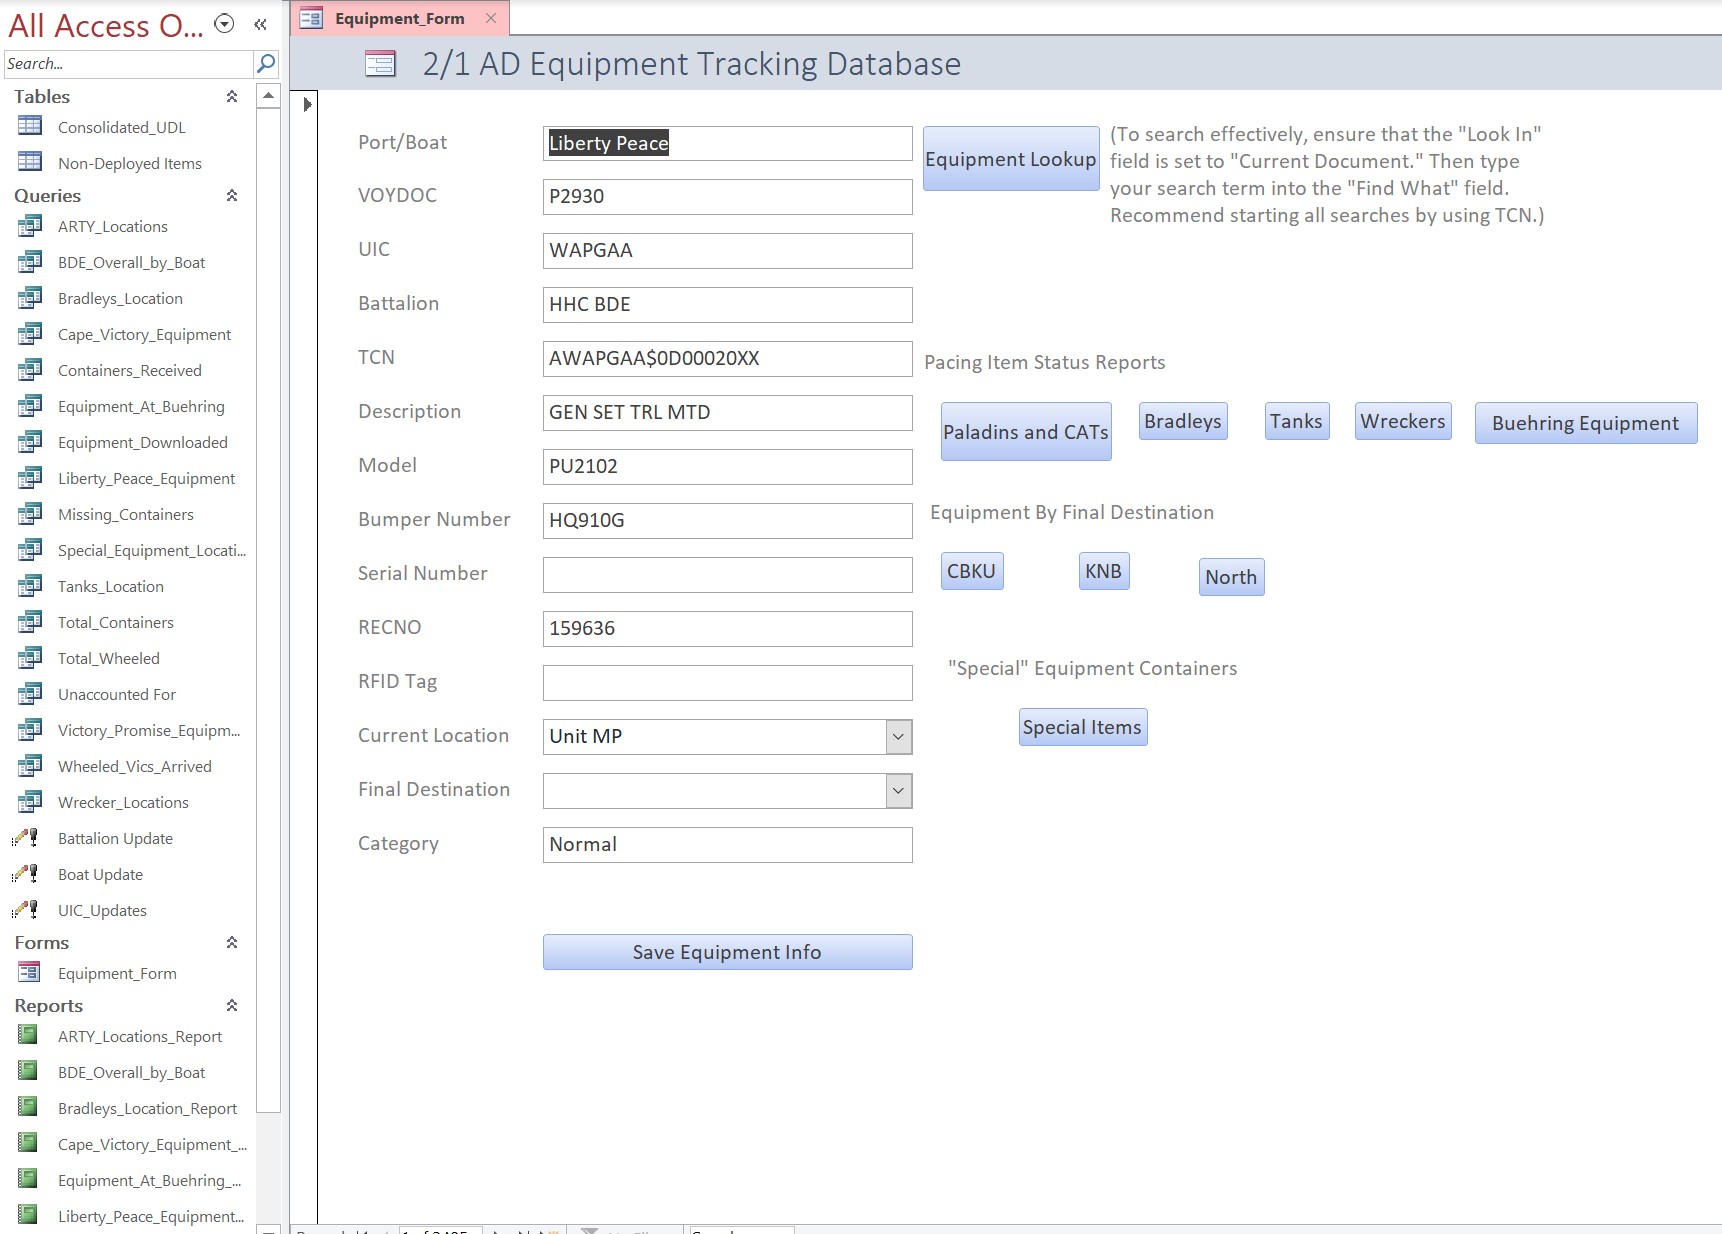 All Access O...
Search...
Tables
Consolidated_UDL
Non-Deployed Items
Queries
ARTY_Locations
BDE_Overall_by_Boat
Bradleys_Location
Cape_Victory_Equipment
Containers_Received
Equipment_At_Buehring
Equipment_Downloaded
Liberty_Peace_Equipment
Missing_Containers
Special_Equipment_Locati...
Tanks_Location
Total_Containers
Total_Wheeled
Unaccounted For
Victory_Promise_Equipm...
Wheeled_Vics_Arrived
Wrecker_Locations
Battalion Update
Boat Update
UIC_Updates
Forms
Equipment_Form
Reports
ARTY_Locations_Report
BDE_Overall_by_Boat
Bradleys_Location_Report
Cape_Victory_Equipment_...
Equipment_At_Buehring_...
Liberty_Peace_Equipment...
Equipment_Form
2/1 AD Equipment Tracking Database
Port/Boat Liberty Peace
VOYDOC P2930
UIC WAPGAA
Battalion HHC BDE
TCN AWAPGAA$0D00020XX
Description GEN SET TRL MTD
Model PU2102
Bumper Number HQ910G
Serial Number
RECNO 159636
RFID Tag
Current Location Unit MP
Final Destination
Category Normal
Save Equipment Info
Equipment Lookup
(To search effectively, ensure that the "Look In"
field is set to "Current Document." Then type
your search term into the "Find What" field.
Recommend starting all searches by using TCN.)
Pacing Item Status Reports
Paladins and CATs Bradleys Tanks Wreckers Buehring Equipment
Equipment By Final Destination
CBKU KNB North
"Special" Equipment Containers
Special Items